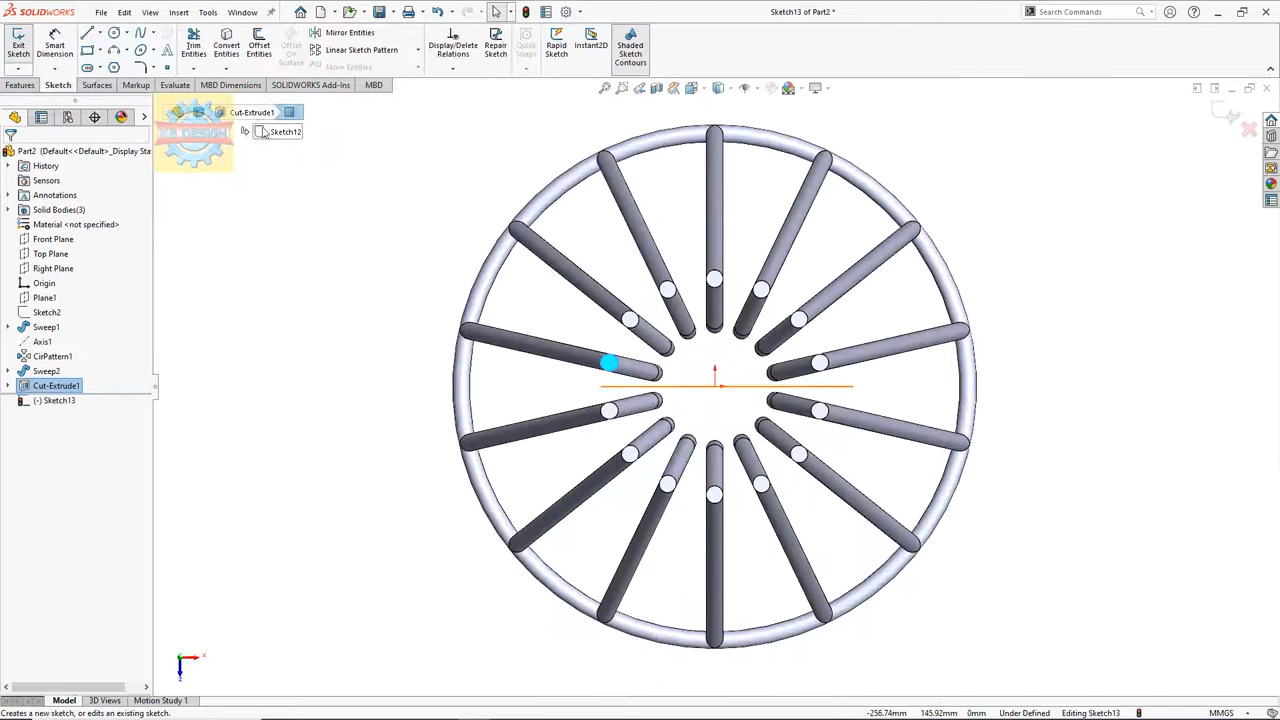 SOLIDWORKS
File Edit View Insert Tools Window
Sketch13 of Part2 *
Search Commands
Exit Sketch
Smart Dimension
Trim Entities
Convert Entities
Offset Entities
Offset On Surface
Mirror Entities
Linear Sketch Pattern
Move Entities
Display/Delete Relations
Repair Sketch
Quick Snaps
Rapid Sketch
Instant2D
Shaded Sketch Contours
Features Sketch Surfaces Markup Evaluate MBD Dimensions SOLIDWORKS Add-Ins MBD
Cut-Extrude1
Sketch12
Part2 (Default<<Default>_Display Sta
History
Sensors
Annotations
Solid Bodies(3)
Material <not specified>
Front Plane
Top Plane
Right Plane
Origin
Plane1
Sketch2
Sweep1
Axis1
CirPattern1
Sweep2
Cut-Extrude1
(-) Sketch13
Model 3D Views Motion Study 1
Creates a new sketch, or edits an existing sketch.
-256.74mm 145.92mm 0mm Under Defined Editing Sketch13 MMGS